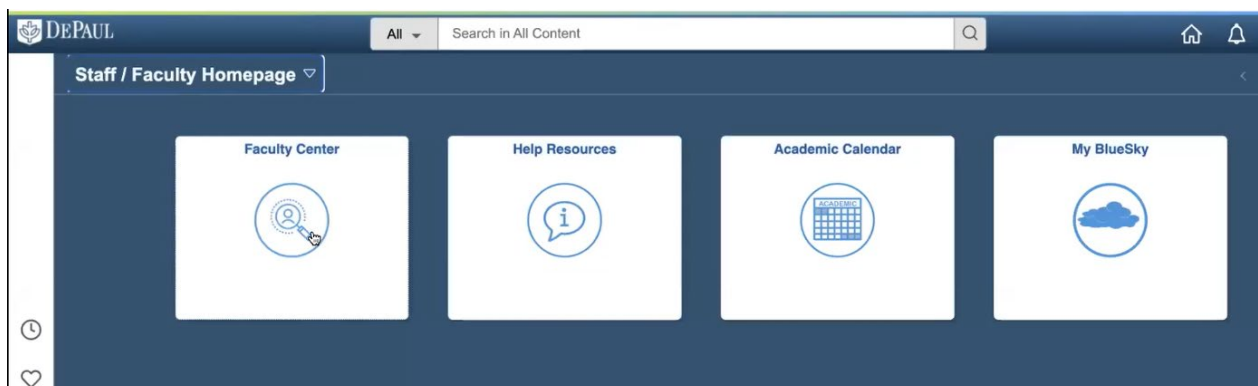 DEPAUL
All
Search in All Content
Staff / Faculty Homepage
Faculty Center
Help Resources
Academic Calendar
My BlueSky
ACADEMIC